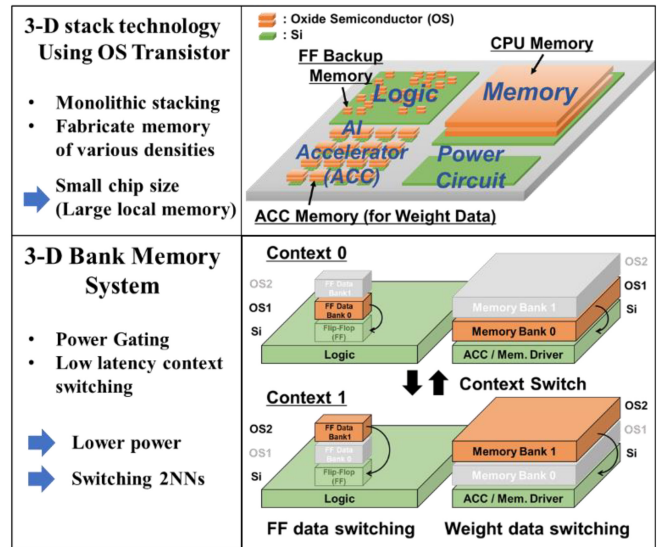 3-D stack technology
Using OS Transistor
• Monolithic stacking
• Fabricate memory
of various densities
Small chip size
(Large local memory)
: Oxide Semiconductor (OS)
: Si
FF Backup
Memory
CPU Memory
Logic
Memory
AI
Accelerator
(ACC)
Power
Circuit
ACC Memory (for Weight Data)
3-D Bank Memory
System
• Power Gating
• Low latency context
switching
Lower power
Switching 2NNs
Context 0
OS2
OS1
Si
FF Data
Bank1
FF Data
Bank 0
Flip-Flop
(FF)
Logic
Memory Bank 1
Memory Bank 0
ACC / Mem. Driver
OS2
OS1
Si
Context Switch
Context 1
OS2
OS1
Si
FF Data
Bank1
FF Data
Bank 0
Flip-Flop
(FF)
Logic
Memory Bank 1
Memory Bank 0
ACC / Mem. Driver
OS2
OS1
Si
FF data switching
Weight data switching